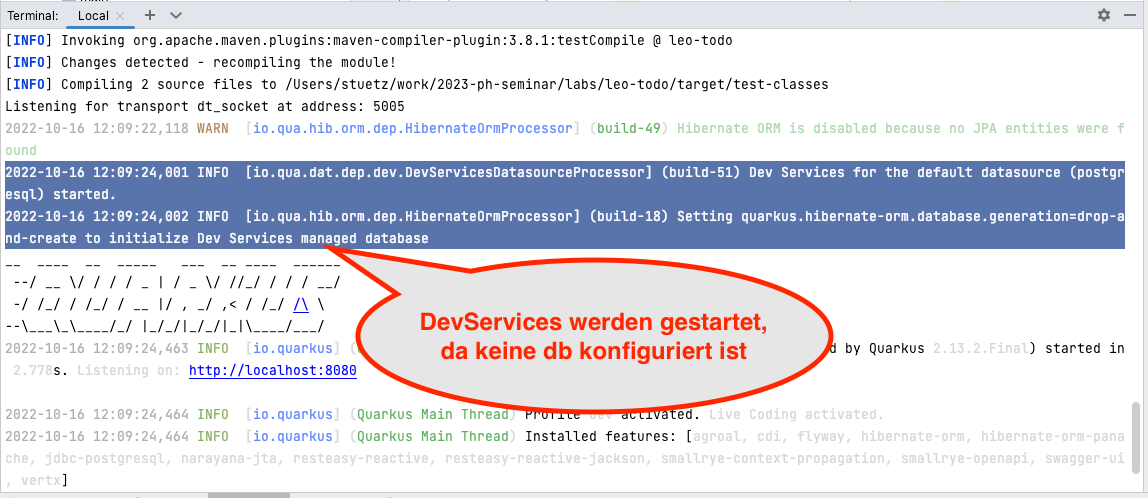 Terminal: Local × + ∨
[INFO] Invoking org.apache.maven.plugins:maven-compiler-plugin:3.8.1:testCompile @ leo-todo
[INFO] Changes detected - recompiling the module!
[INFO] Compiling 2 source files to /Users/stuetz/work/2023-ph-seminar/labs/leo-todo/target/test-classes
Listening for transport dt_socket at address: 5005
2022-10-16 12:09:22,118 WARN  [io.qua.hib.orm.dep.HibernateOrmProcessor] (build-49) Hibernate ORM is disabled because no JPA entities were f
ound
2022-10-16 12:09:24,001 INFO  [io.qua.dat.dep.dev.DevServicesDatasourceProcessor] (build-51) Dev Services for the default datasource (postgr
esql) started.
2022-10-16 12:09:24,002 INFO  [io.qua.hib.orm.dep.HibernateOrmProcessor] (build-18) Setting quarkus.hibernate-orm.database.generation=drop-a
nd-create to initialize Dev Services managed database
__  ____  __  _____   ___  __ ____  ______
 --/ __ \/ / / / _ | / _ \/ //_/ / / / __/
 -/ /_/ / /_/ / __ |/ , _/ ,< / /_/ /\ \
--\___\_\____/_/ |_/_/|_/_/|_|\____/___/
DevServices werden gestartet,
da keine db konfiguriert ist
2022-10-16 12:09:24,463 INFO  [io.quarkus] ( d by Quarkus 2.13.2.Final) started in
 2.778s. Listening on: http://localhost:8080
2022-10-16 12:09:24,464 INFO  [io.quarkus] (Quarkus Main Thread) Profile dev activated. Live Coding activated.
2022-10-16 12:09:24,464 INFO  [io.quarkus] (Quarkus Main Thread) Installed features: [agroal, cdi, flyway, hibernate-orm, hibernate-orm-pana
che, jdbc-postgresql, narayana-jta, resteasy-reactive, resteasy-reactive-jackson, smallrye-context-propagation, smallrye-openapi, swagger-ui
, vertx]